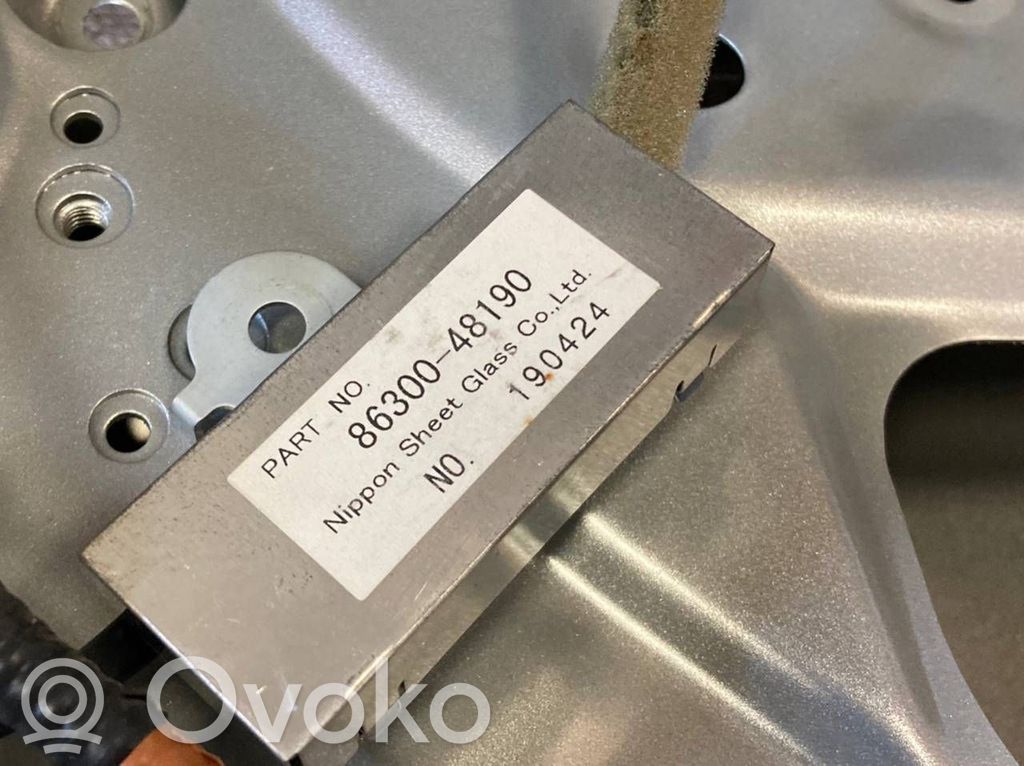 PART NO.
86300-48190
Nippon Sheet Glass Co.,Ltd.
NO. 190424
Ovoko